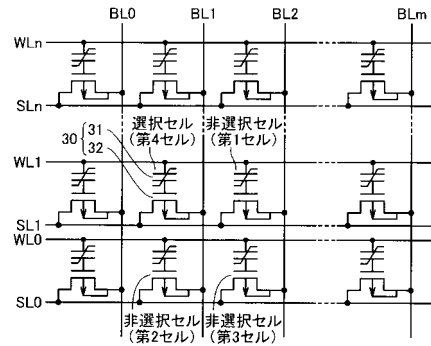 BL0 BL1 BL2 BLm
WLn
SLn
選択セル 非選択セル
30 31 (第4セル) (第1セル)
32
WL1
SL1
WL0
SL0
非選択セル 非選択セル
(第2セル) (第3セル)